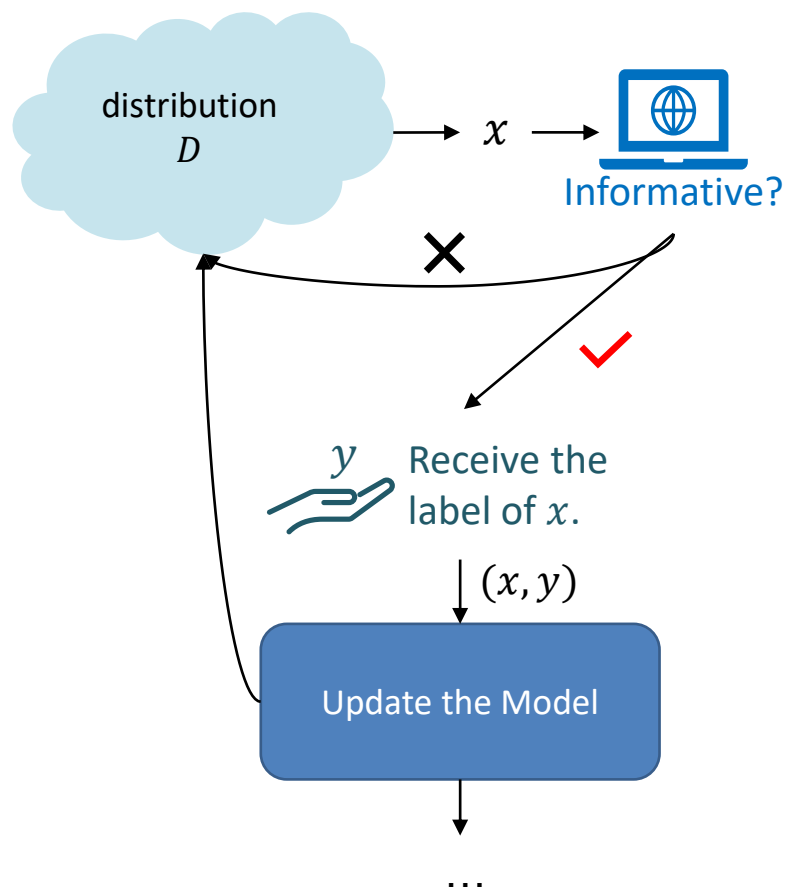 distribution
D
x
Informative?
y
Receive the
label of x.
(x, y)
Update the Model
...